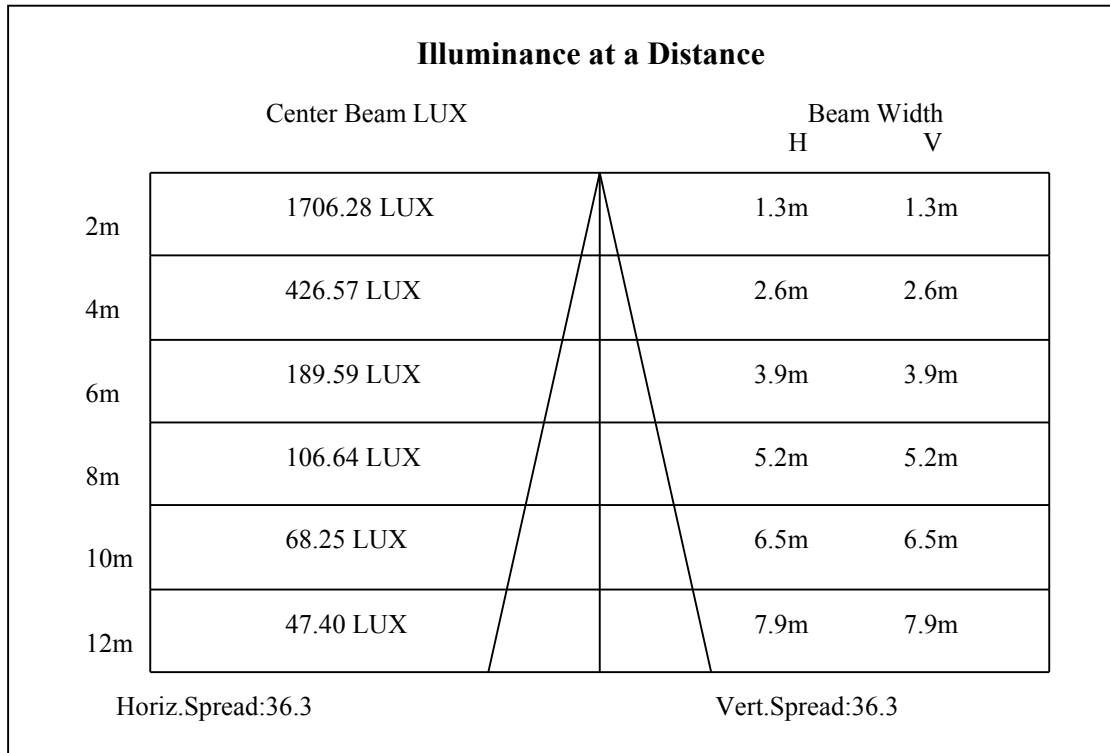 Illuminance at a Distance
Center Beam LUX Beam Width
H V
2m 1706.28 LUX 1.3m 1.3m
4m 426.57 LUX 2.6m 2.6m
6m 189.59 LUX 3.9m 3.9m
8m 106.64 LUX 5.2m 5.2m
10m 68.25 LUX 6.5m 6.5m
12m 47.40 LUX 7.9m 7.9m
Horiz.Spread:36.3 Vert.Spread:36.3